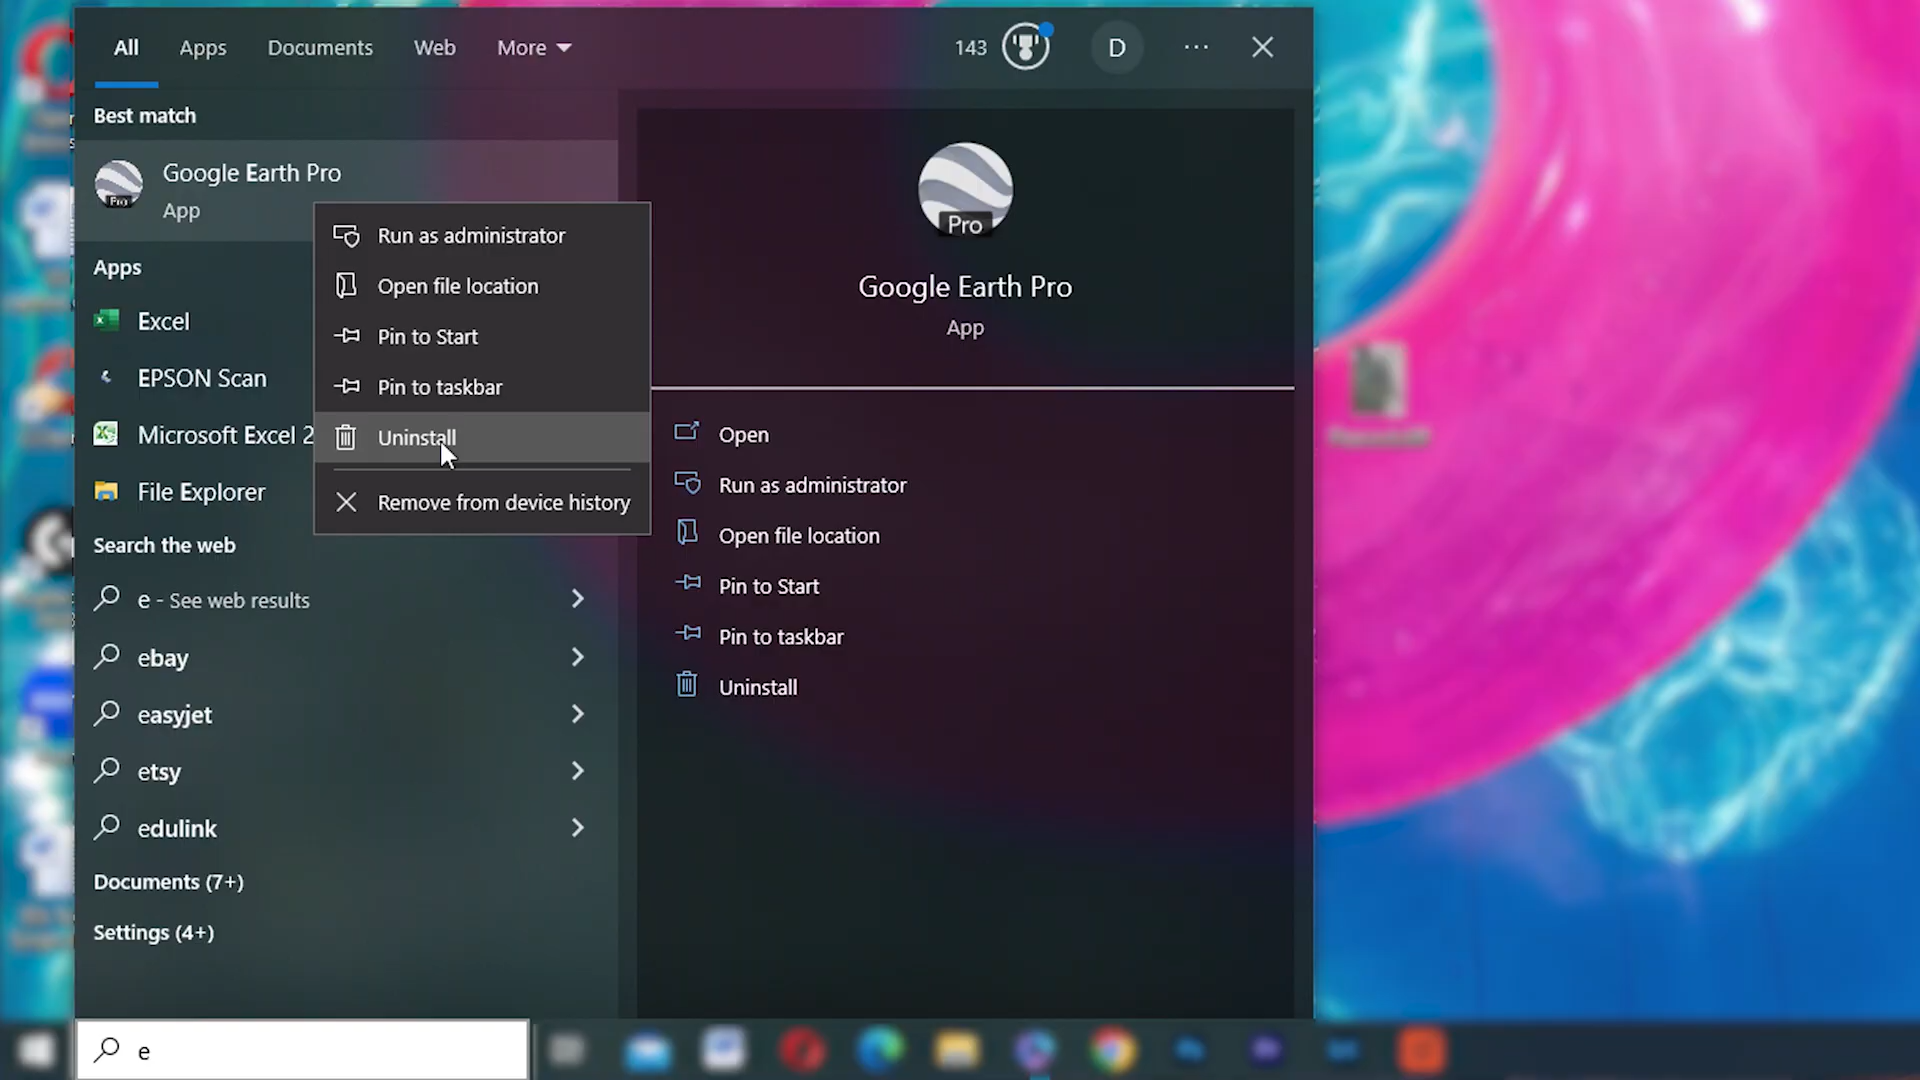 All Apps Documents Web More 143 D
Best match
Google Earth Pro
App
Pro
Run as administrator
Open file location
Pin to Start
Pin to taskbar
Uninstall
Remove from device history
Apps
Excel
EPSON Scan
Microsoft Excel 2
File Explorer
Search the web
e - See web results
ebay
easyjet
etsy
edulink
Documents (7+)
Settings (4+)
e
Pro
Google Earth Pro
App
Open
Run as administrator
Open file location
Pin to Start
Pin to taskbar
Uninstall